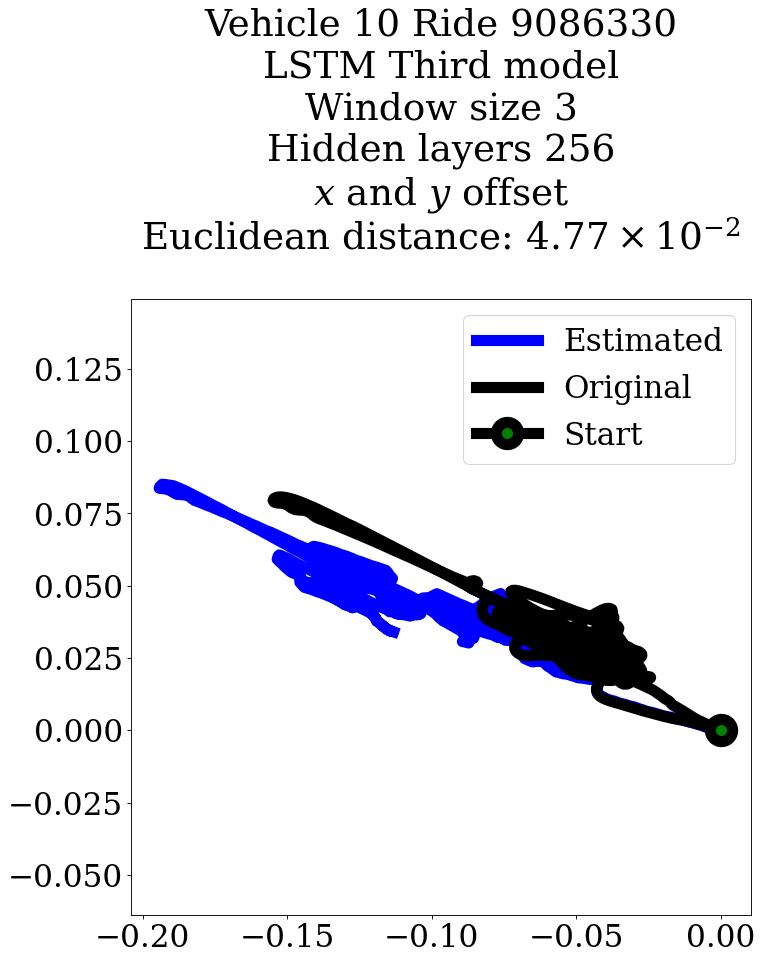 Vehicle 10 Ride 9086330
LSTM Third model
Window size 3
Hidden layers 256
x and y offset
Euclidean distance: 4.77 × 10⁻²
Estimated
Original
Start
0.125
0.100
0.075
0.050
0.025
0.000
−0.025
−0.050
−0.20 −0.15 −0.10 −0.05 0.00